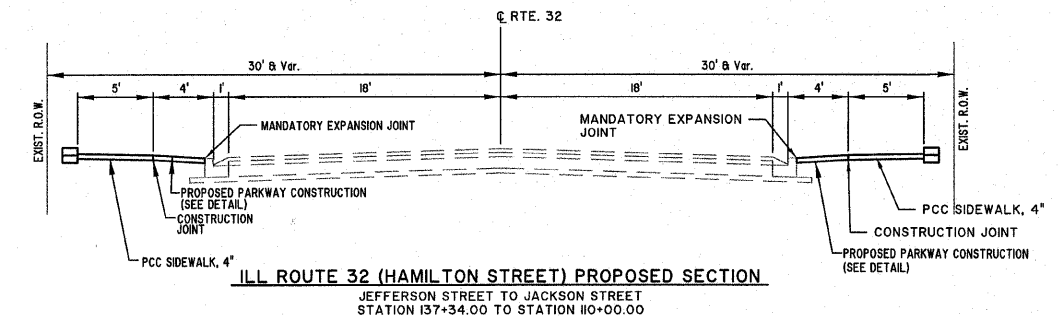 ℄ RTE. 32
30' & Var.
30' & Var.
5'
4'
1'
18'
18'
1'
4'
5'
EXIST. R.O.W.
EXIST. R.O.W.
MANDATORY EXPANSION JOINT
MANDATORY EXPANSION
JOINT
PROPOSED PARKWAY CONSTRUCTION
(SEE DETAIL)
CONSTRUCTION
JOINT
PCC SIDEWALK, 4"
PCC SIDEWALK, 4"
CONSTRUCTION JOINT
PROPOSED PARKWAY CONSTRUCTION
(SEE DETAIL)
ILL ROUTE 32 (HAMILTON STREET) PROPOSED SECTION
JEFFERSON STREET TO JACKSON STREET
STATION 137+34.00 TO STATION 110+00.00